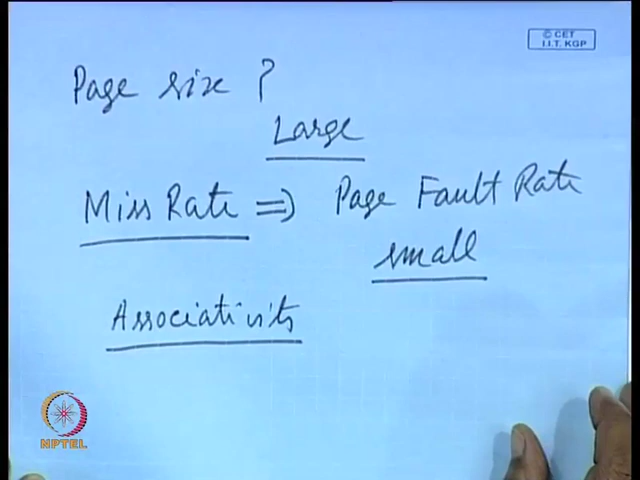 © CET
I.I.T. KGP
Page size ?
Large
Miss Rate => Page Fault Rate
small
Associativity
NPTEL